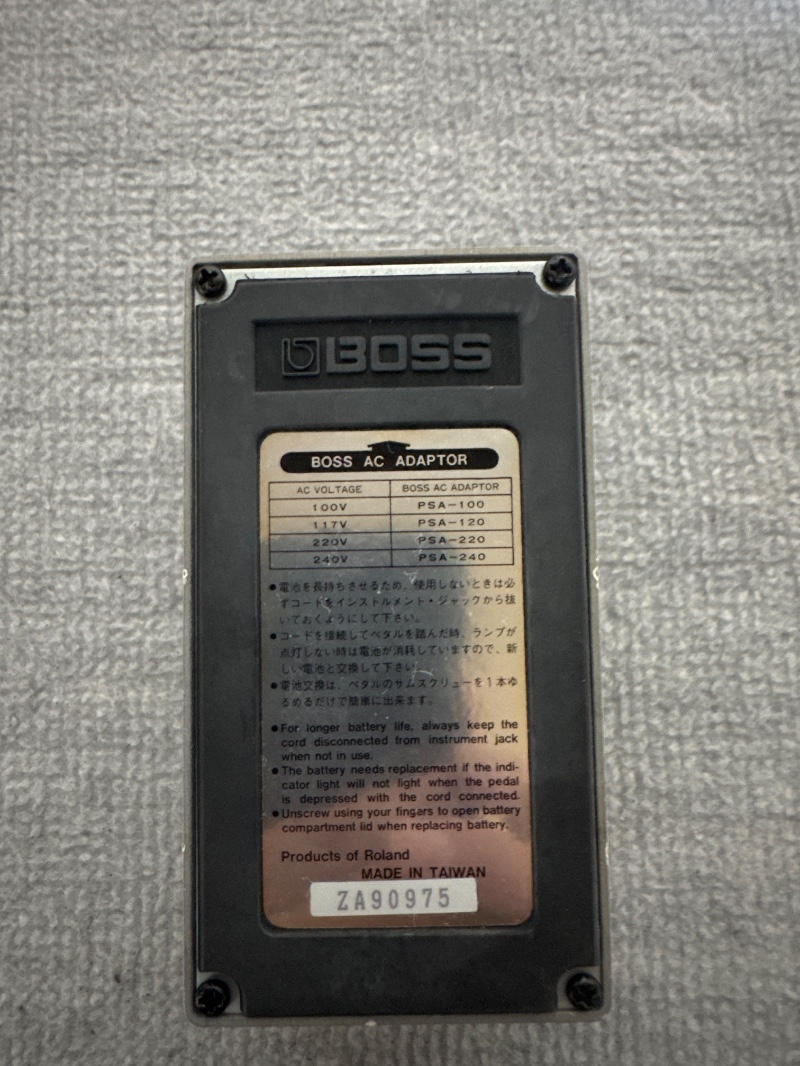 BOSS
BOSS AC ADAPTOR
AC VOLTAGE BOSS AC ADAPTOR
100V PSA-100
117V PSA-120
220V PSA-220
240V PSA-240
●電池を長持ちさせるため、使用しないときは必
ずコードをインストルメント・ジャックから抜
いておくようにして下さい。
●コードを接続してペダルを踏んだ時、ランプが
点灯しない時は電池が消耗していますので、新
しい電池と交換して下さい。
●電池交換は、ペダルのサムスクリューを1本ゆ
るめるだけで簡単に出来ます。
●For longer battery life, always keep the
cord disconnected from instrument jack
when not in use.
●The battery needs replacement if the indi-
cator light will not light when the pedal
is depressed with the cord connected.
●Unscrew using your fingers to open battery
compartment lid when replacing battery.
Products of Roland
MADE IN TAIWAN
ZA90975